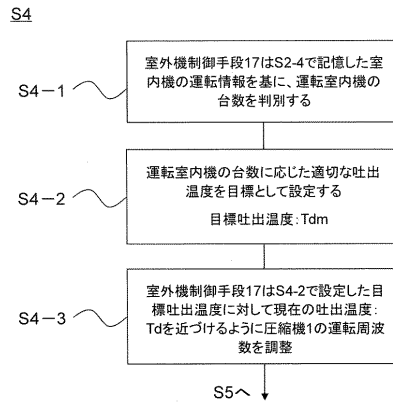 S4
S4-1
室外機制御手段17はS2-4で記憶した室
内機の運転情報を基に、運転室内機の
台数を判別する
S4-2
運転室内機の台数に応じた適切な吐出
温度を目標として設定する
目標吐出温度:Tdm
S4-3
室外機制御手段17はS4-2で設定した目
標吐出温度に対して現在の吐出温度:
Tdを近づけるように圧縮機1の運転周波
数を調整
S5へ